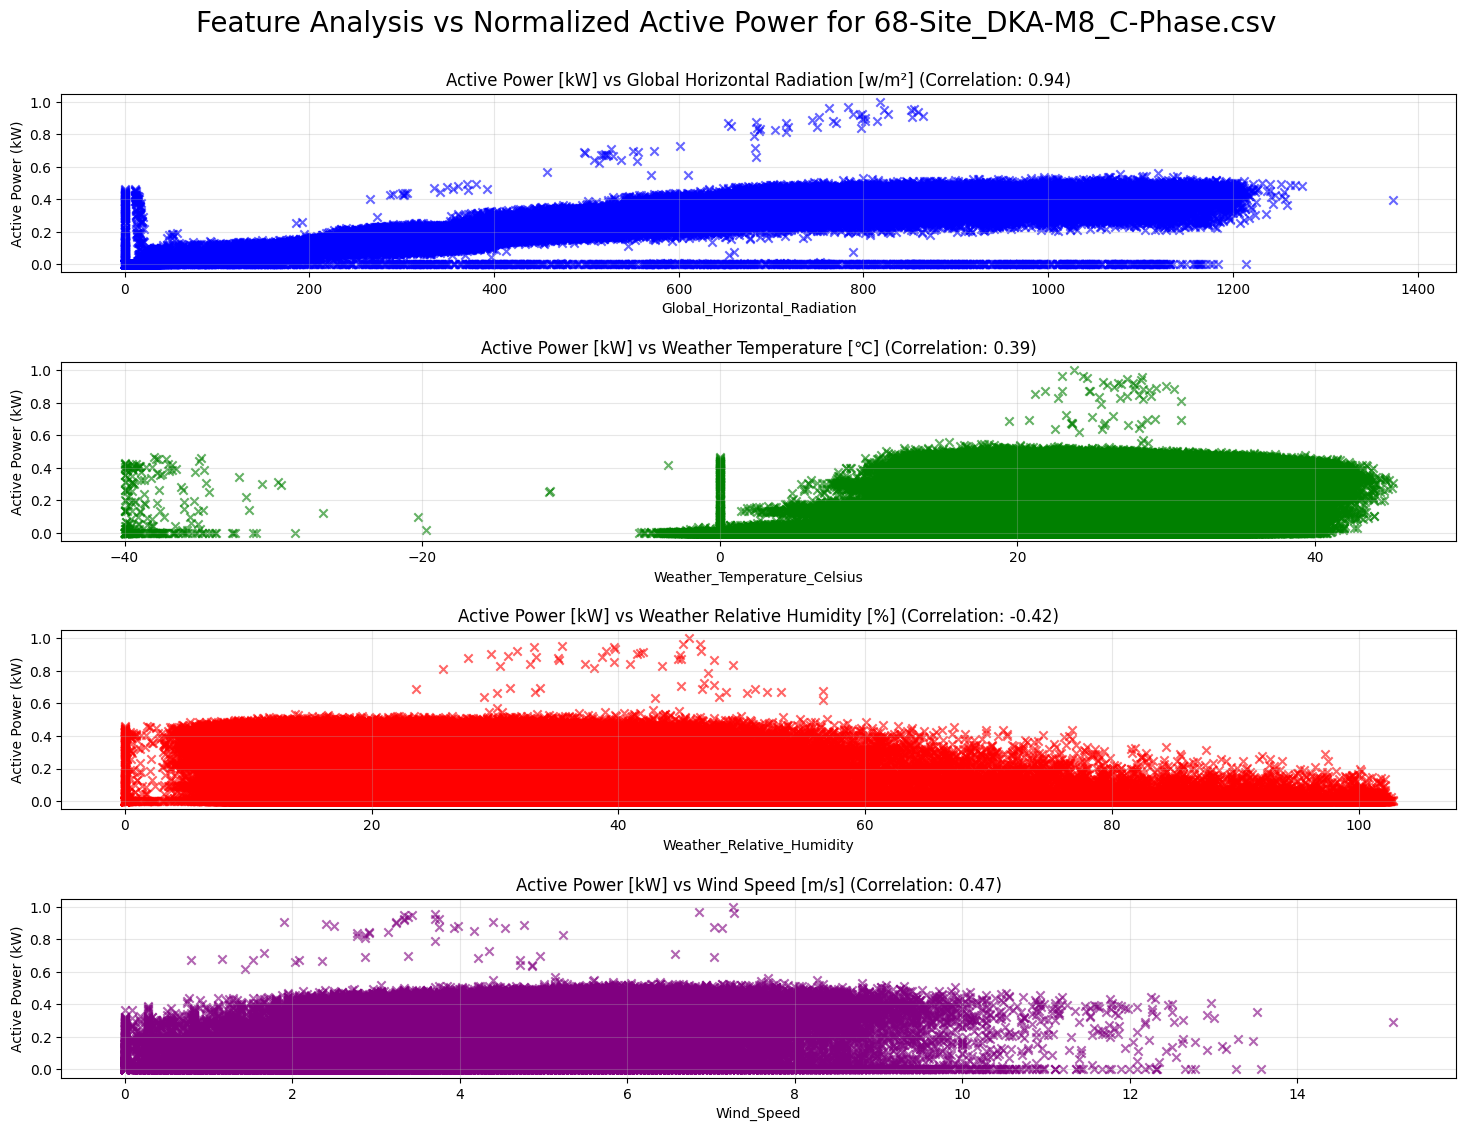 Feature Analysis vs Normalized Active Power for 68-Site_DKA-M8_C-Phase.csv
Active Power [kW] vs Global Horizontal Radiation [w/m²] (Correlation: 0.94)
Active Power (kW)
1.0
0.8
0.6
0.4
0.2
0.0
0 200 400 600 800 1000 1200 1400
Global_Horizontal_Radiation
Active Power [kW] vs Weather Temperature [℃] (Correlation: 0.39)
Active Power (kW)
1.0
0.8
0.6
0.4
0.2
0.0
−40 −20 0 20 40
Weather_Temperature_Celsius
Active Power [kW] vs Weather Relative Humidity [%] (Correlation: -0.42)
Active Power (kW)
1.0
0.8
0.6
0.4
0.2
0.0
0 20 40 60 80 100
Weather_Relative_Humidity
Active Power [kW] vs Wind Speed [m/s] (Correlation: 0.47)
Active Power (kW)
1.0
0.8
0.6
0.4
0.2
0.0
0 2 4 6 8 10 12 14
Wind_Speed